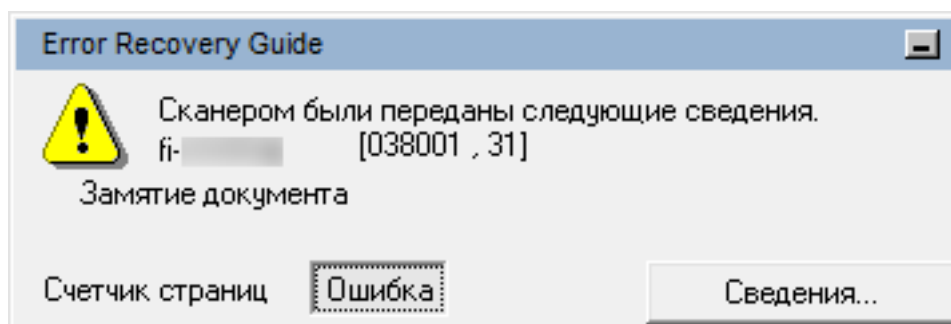 Error Recovery Guide
Сканером были переданы следующие сведения.
fi- [038001 , 31]
Замятие документа
Счетчик страниц Ошибка Сведения...